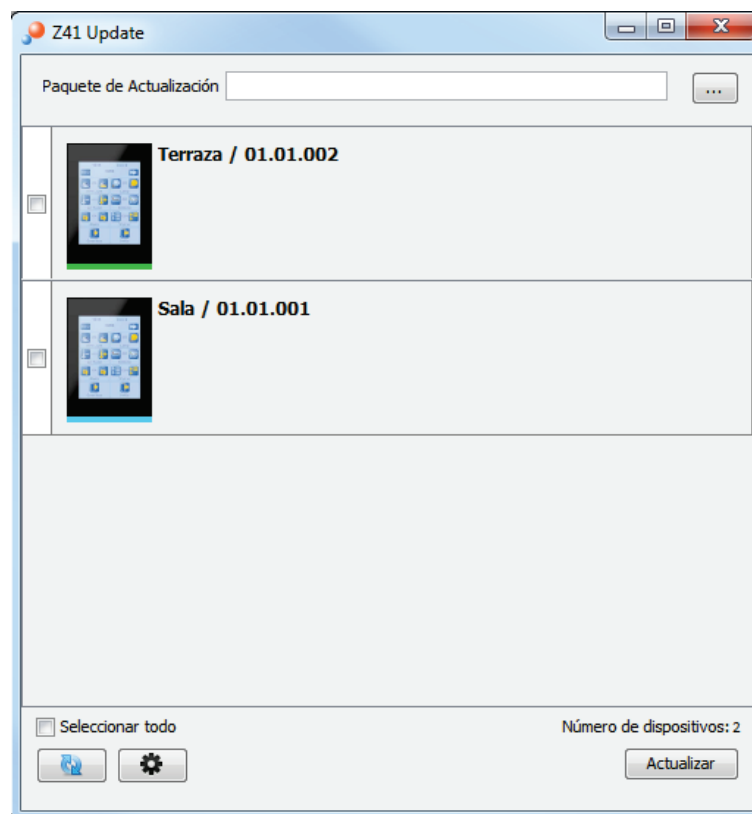 Z41 Update
Paquete de Actualización
...
Terraza / 01.01.002
Sala / 01.01.001
Seleccionar todo
Número de dispositivos: 2
Actualizar